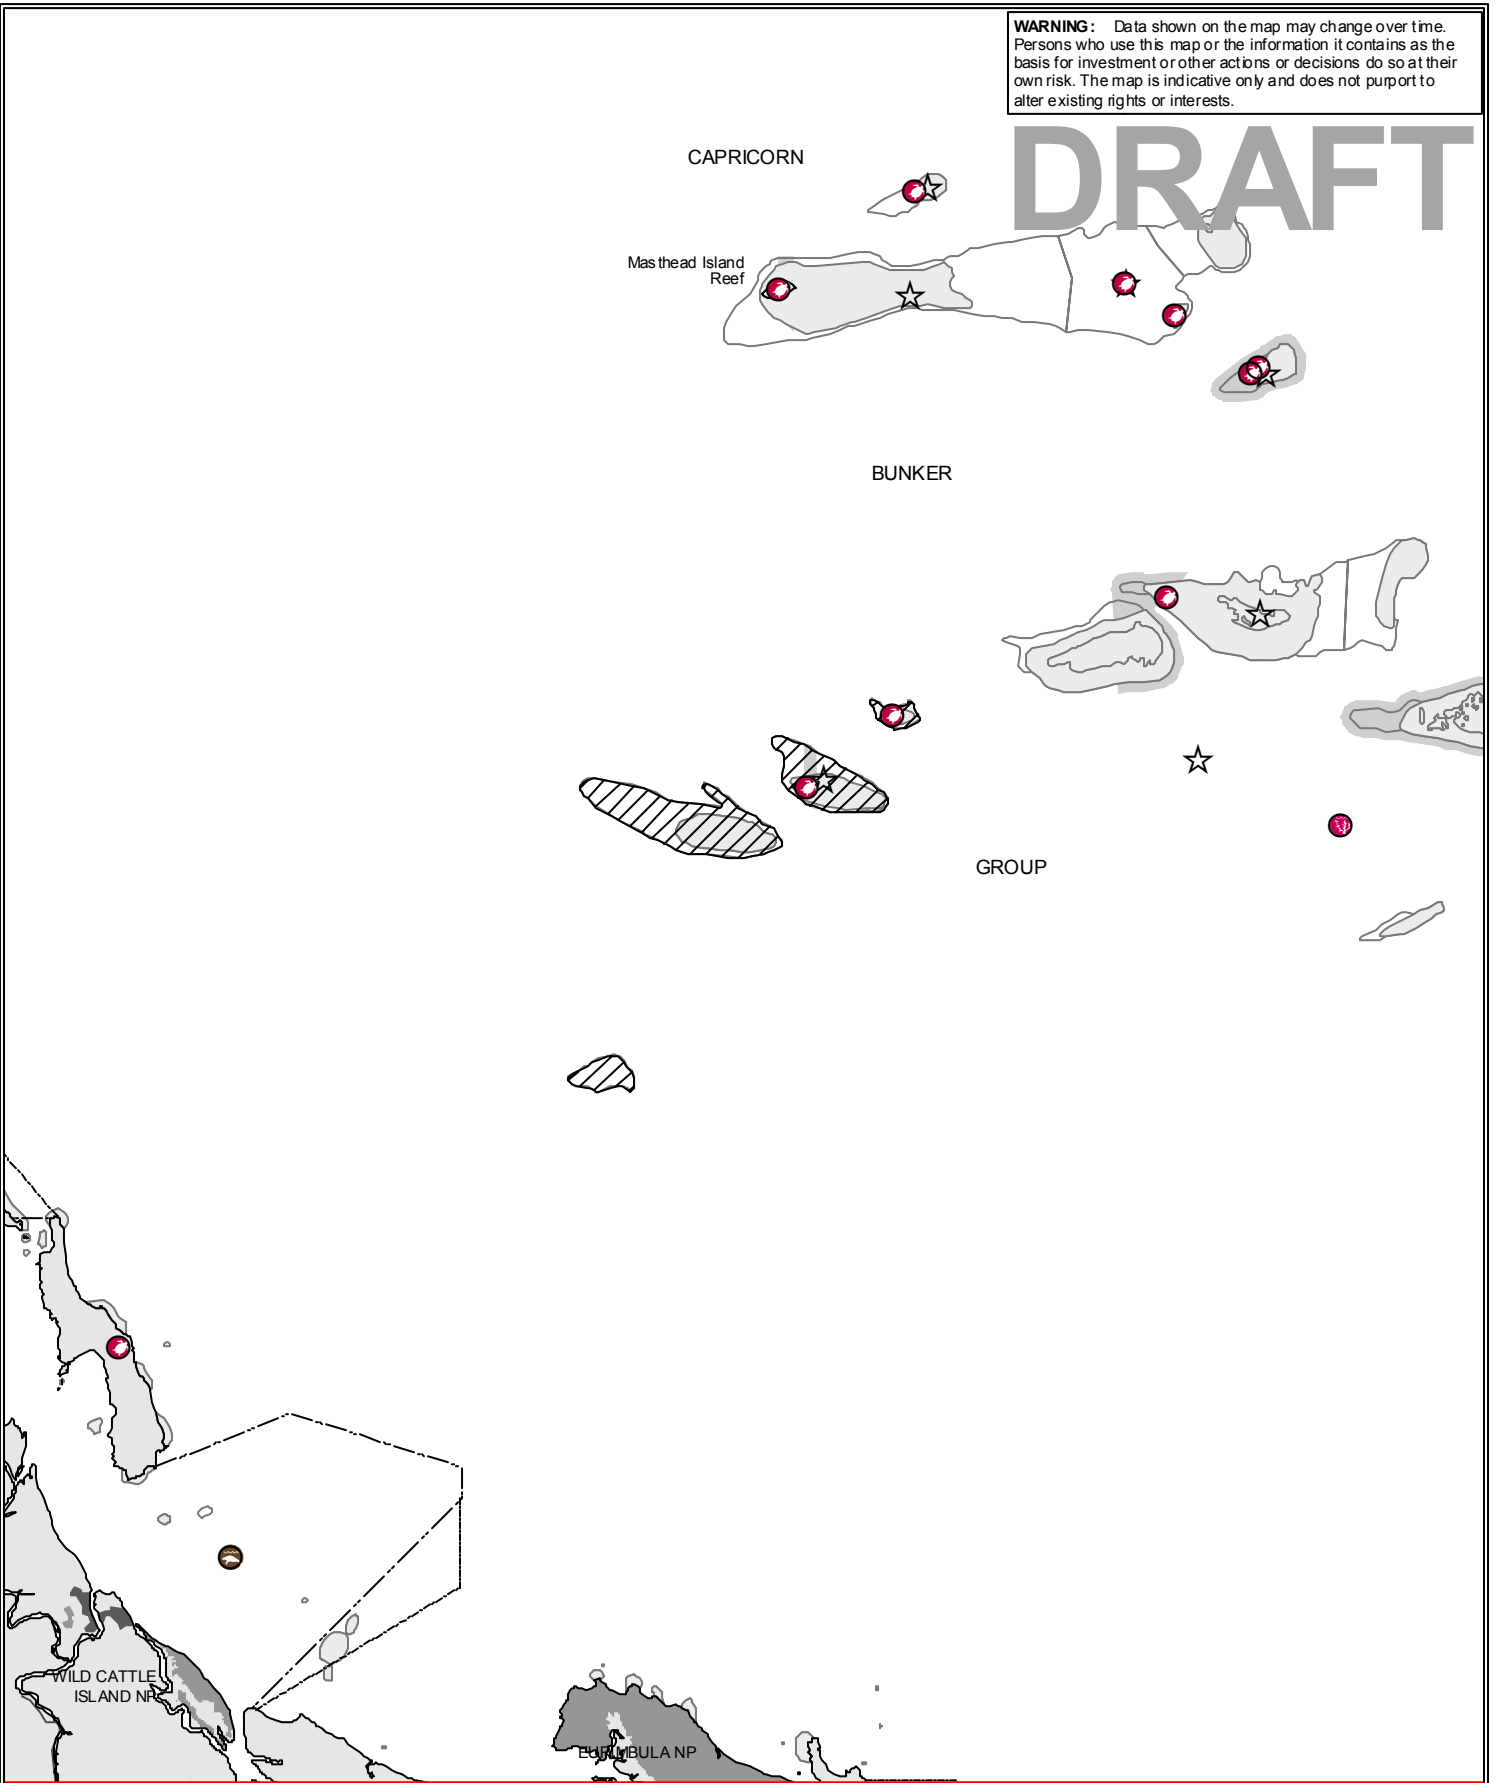 WARNING: Data shown on the map may change over time.
Persons who use this map or the information it contains as the
basis for investment or other actions or decisions do so at their
own risk. The map is indicative only and does not purport to
alter existing rights or interests.
DRAFT
CAPRICORN
Masthead Island
Reef
BUNKER
GROUP
WILD CATTLE
ISLAND NP
EURIMBULA NP